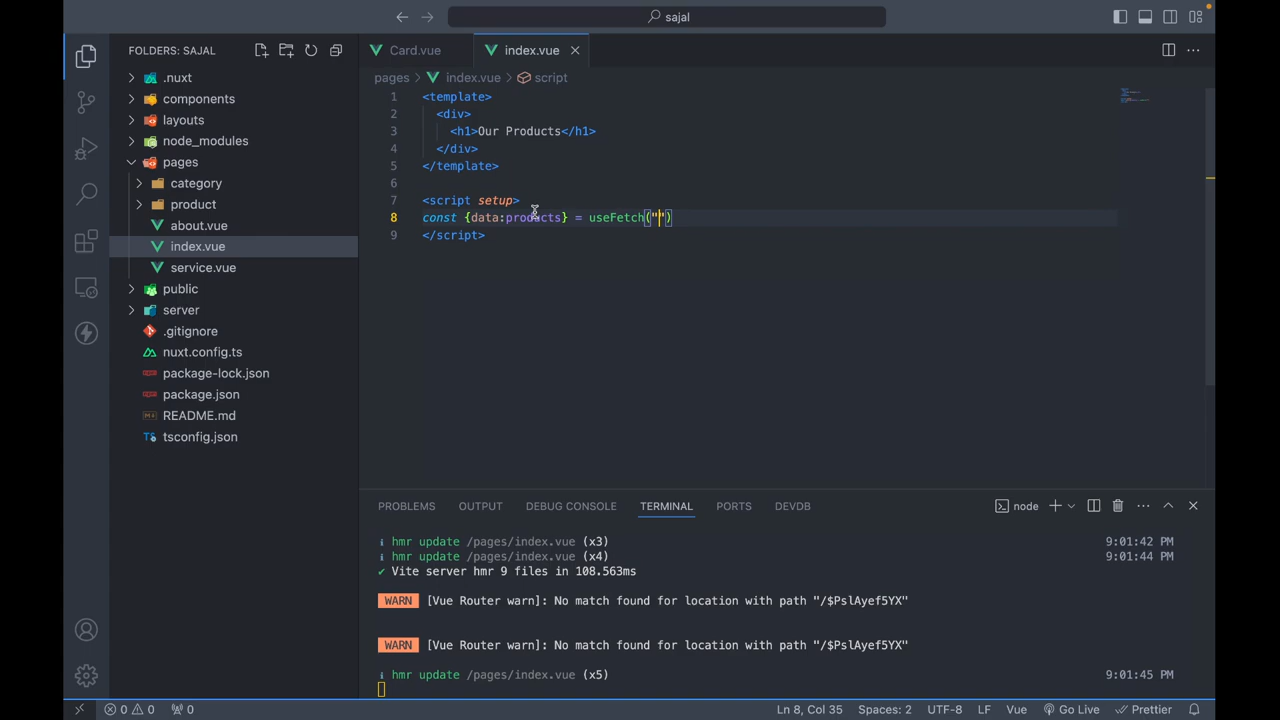 sajal
FOLDERS: SAJAL
.nuxt
components
layouts
node_modules
pages
category
product
about.vue
index.vue
service.vue
public
server
.gitignore
nuxt.config.ts
package-lock.json
package.json
README.md
tsconfig.json
Card.vue
index.vue
pages > index.vue > script
1 <template>
2 <div>
3 <h1>Our Products</h1>
4 </div>
5 </template>
6
7 <script setup>
8 const {data:products} = useFetch("")
9 </script>
PROBLEMS OUTPUT DEBUG CONSOLE TERMINAL PORTS DEVDB node
hmr update /pages/index.vue (x3) 9:01:42 PM
hmr update /pages/index.vue (x4) 9:01:44 PM
✔ Vite server hmr 9 files in 108.563ms
WARN [Vue Router warn]: No match found for location with path "/$PslAyef5YX"
WARN [Vue Router warn]: No match found for location with path "/$PslAyef5YX"
hmr update /pages/index.vue (x5) 9:01:45 PM
0 0 0 Ln 8, Col 35 Spaces: 2 UTF-8 LF Vue Go Live Prettier